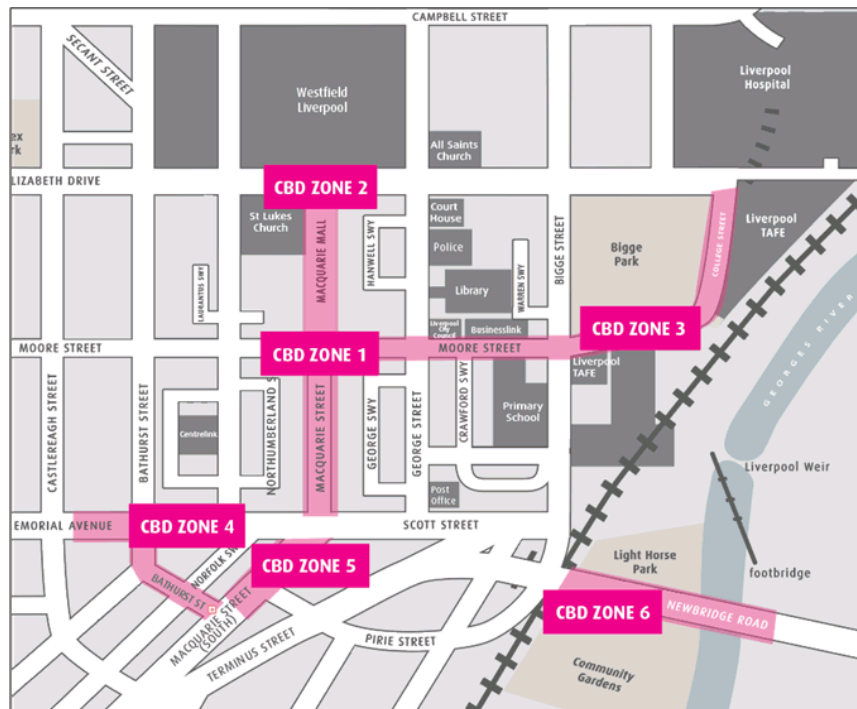 CAMPBELL STREET
SECANT STREET
Westfield
Liverpool
Liverpool
Hospital
All Saints
Church
ex
rk
LIZABETH DRIVE
CBD ZONE 2
St Lukes
Church
MACQUARIE MALL
HANWELL SWY
Court
House
Police
Library
WARREN SWY
BIGGE STREET
Bigge
Park
COLLEGE STREET
Liverpool
TAFE
LAURANTUS SWY
Liverpool City
Council
Businesslink
CBD ZONE 3
GEORGES RIVER
MOORE STREET
CBD ZONE 1
MOORE STREET
Liverpool
TAFE
CASTLEREAGH STREET
BATHURST STREET
Centrelink
NORTHUMBERLAND S
MACQUARIE STREET
GEORGE SWY
GEORGE STREET
CRAWFORD SWY
Primary
School
Post
Office
Liverpool Weir
EMORIAL AVENUE
CBD ZONE 4
SCOTT STREET
NORFOLK SW
CBD ZONE 5
Light Horse
Park
footbridge
BATHURST ST
MACQUARIE STREET
(SOUTH)
TERMINUS STREET
PIRIE STREET
CBD ZONE 6
NEWBRIDGE ROAD
Community
Gardens